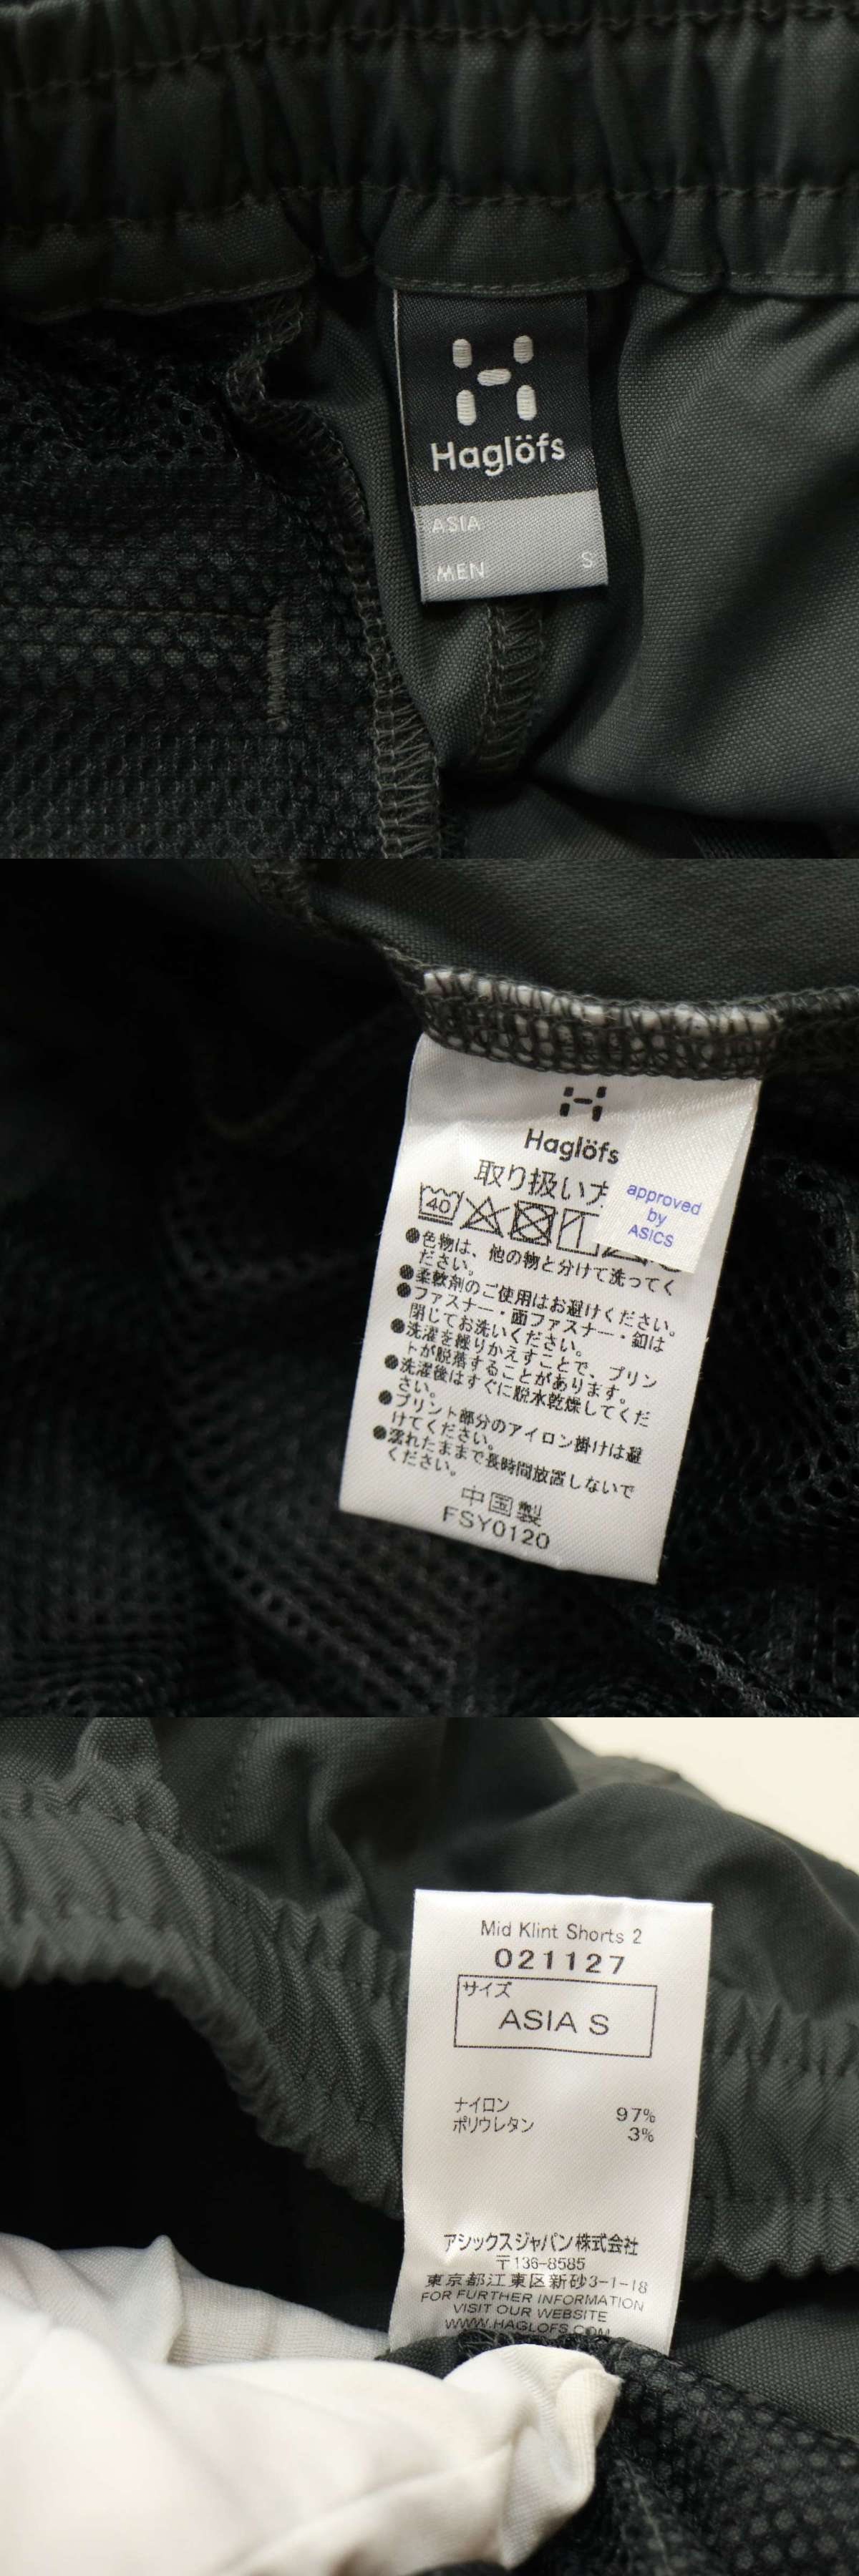 Haglöfs
ASIA
MEN S
Haglöfs
取り扱い方
40
approved
by
ASICS
●色物は、他の物と分けて洗ってく
ださい。
●柔軟剤のご使用はお避けください。
●ファスナー・面ファスナー・釦は
閉じてお洗いください。
●洗濯を繰りかえすことで、プリン
トが脱落することがあります。
●洗濯後はすぐに脱水乾燥してくだ
さい。
●プリント部分のアイロン掛けは避
けてください。
●濡れたままで長時間放置しないで
ください。
中国製
FSY0120
Mid Klint Shorts 2
021127
サイズ
ASIA S
ナイロン 97%
ポリウレタン 3%
アシックスジャパン株式会社
〒136-8585
東京都江東区新砂3-1-18
FOR FURTHER INFORMATION
VISIT OUR WEBSITE
WWW.HAGLOFS.COM